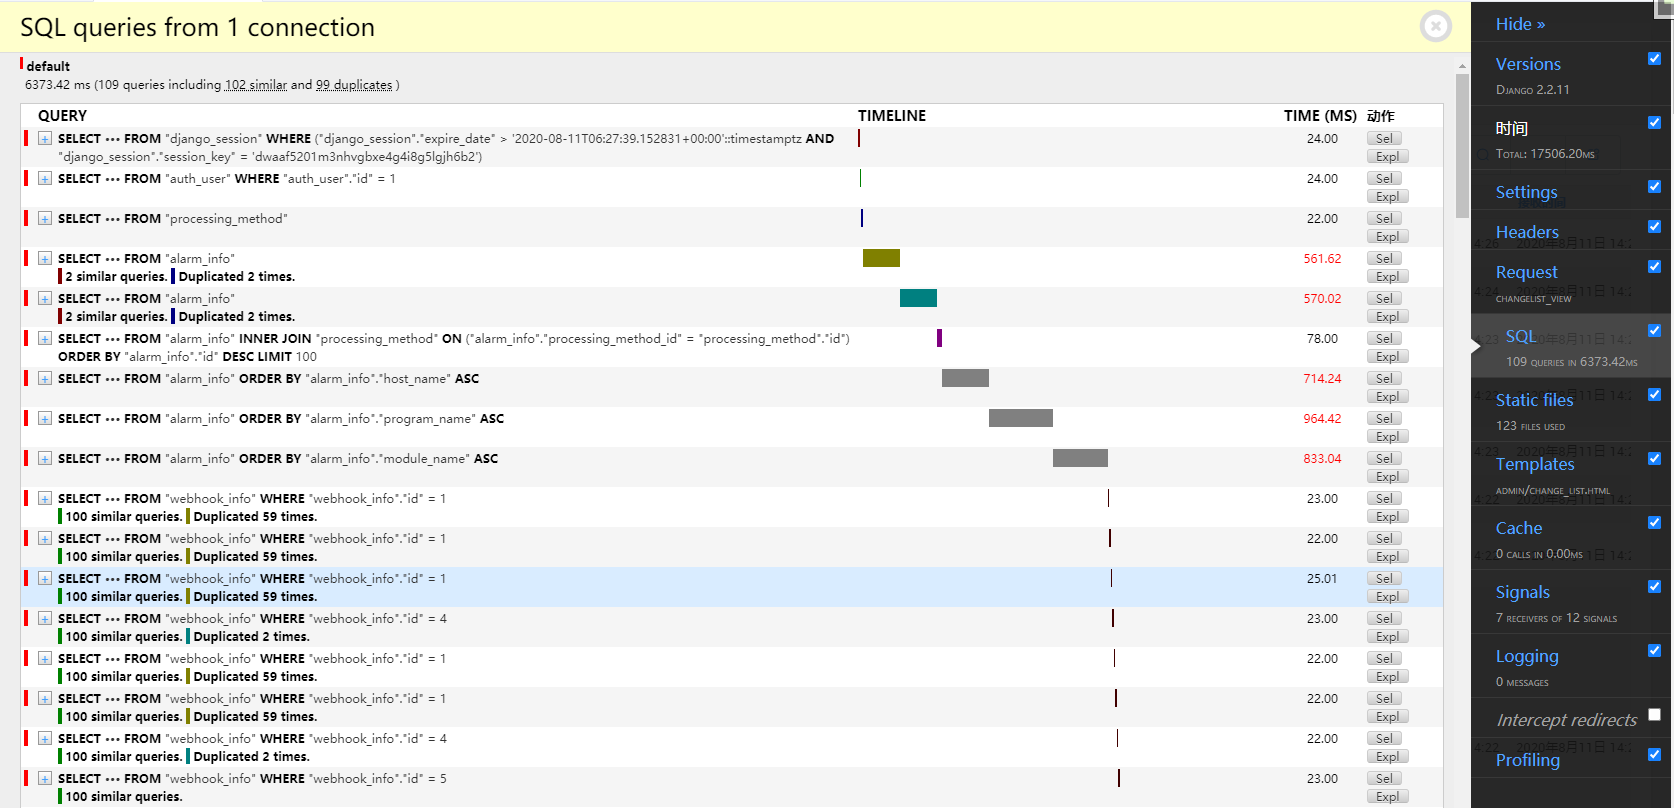 SQL queries from 1 connection
default
6373.42 ms (109 queries including 102 similar and 99 duplicates )
QUERY TIMELINE TIME (MS) 动作
+ SELECT ••• FROM "django_session" WHERE ("django_session"."expire_date" > '2020-08-11T06:27:39.152831+00:00'::timestamptz AND 24.00 Sel
"django_session"."session_key" = 'dwaaf5201m3nhvgbxe4g4i8g5lgjh6b2') Expl
+ SELECT ••• FROM "auth_user" WHERE "auth_user"."id" = 1 24.00 Sel
Expl
+ SELECT ••• FROM "processing_method" 22.00 Sel
Expl
+ SELECT ••• FROM "alarm_info" 561.62 Sel
2 similar queries. Duplicated 2 times. Expl
+ SELECT ••• FROM "alarm_info" 570.02 Sel
2 similar queries. Duplicated 2 times. Expl
+ SELECT ••• FROM "alarm_info" INNER JOIN "processing_method" ON ("alarm_info"."processing_method_id" = "processing_method"."id") 78.00 Sel
ORDER BY "alarm_info"."id" DESC LIMIT 100 Expl
+ SELECT ••• FROM "alarm_info" ORDER BY "alarm_info"."host_name" ASC 714.24 Sel
Expl
+ SELECT ••• FROM "alarm_info" ORDER BY "alarm_info"."program_name" ASC 964.42 Sel
Expl
+ SELECT ••• FROM "alarm_info" ORDER BY "alarm_info"."module_name" ASC 833.04 Sel
Expl
+ SELECT ••• FROM "webhook_info" WHERE "webhook_info"."id" = 1 23.00 Sel
100 similar queries. Duplicated 59 times. Expl
+ SELECT ••• FROM "webhook_info" WHERE "webhook_info"."id" = 1 22.00 Sel
100 similar queries. Duplicated 59 times. Expl
+ SELECT ••• FROM "webhook_info" WHERE "webhook_info"."id" = 1 25.01 Sel
100 similar queries. Duplicated 59 times. Expl
+ SELECT ••• FROM "webhook_info" WHERE "webhook_info"."id" = 4 23.00 Sel
100 similar queries. Duplicated 2 times. Expl
+ SELECT ••• FROM "webhook_info" WHERE "webhook_info"."id" = 1 22.00 Sel
100 similar queries. Duplicated 59 times. Expl
+ SELECT ••• FROM "webhook_info" WHERE "webhook_info"."id" = 1 22.00 Sel
100 similar queries. Duplicated 59 times. Expl
+ SELECT ••• FROM "webhook_info" WHERE "webhook_info"."id" = 4 22.00 Sel
100 similar queries. Duplicated 2 times. Expl
+ SELECT ••• FROM "webhook_info" WHERE "webhook_info"."id" = 5 23.00 Sel
100 similar queries. Expl
Hide »
Versions
Django 2.2.11
时间
Total: 17506.20ms
Settings
Headers
Request
changelist_view
SQL
109 queries in 6373.42ms
Static files
123 files used
Templates
admin/change_list.html
Cache
0 calls in 0.00ms
Signals
7 receivers of 12 signals
Logging
0 messages
Intercept redirects
Profiling